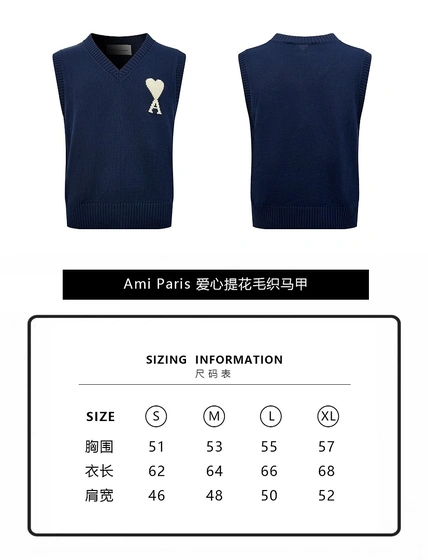 A
Ami Paris 爱心提花毛织马甲
SIZING INFORMATION
尺码表
SIZE S M L XL
胸围 51 53 55 57
衣长 62 64 66 68
肩宽 46 48 50 52